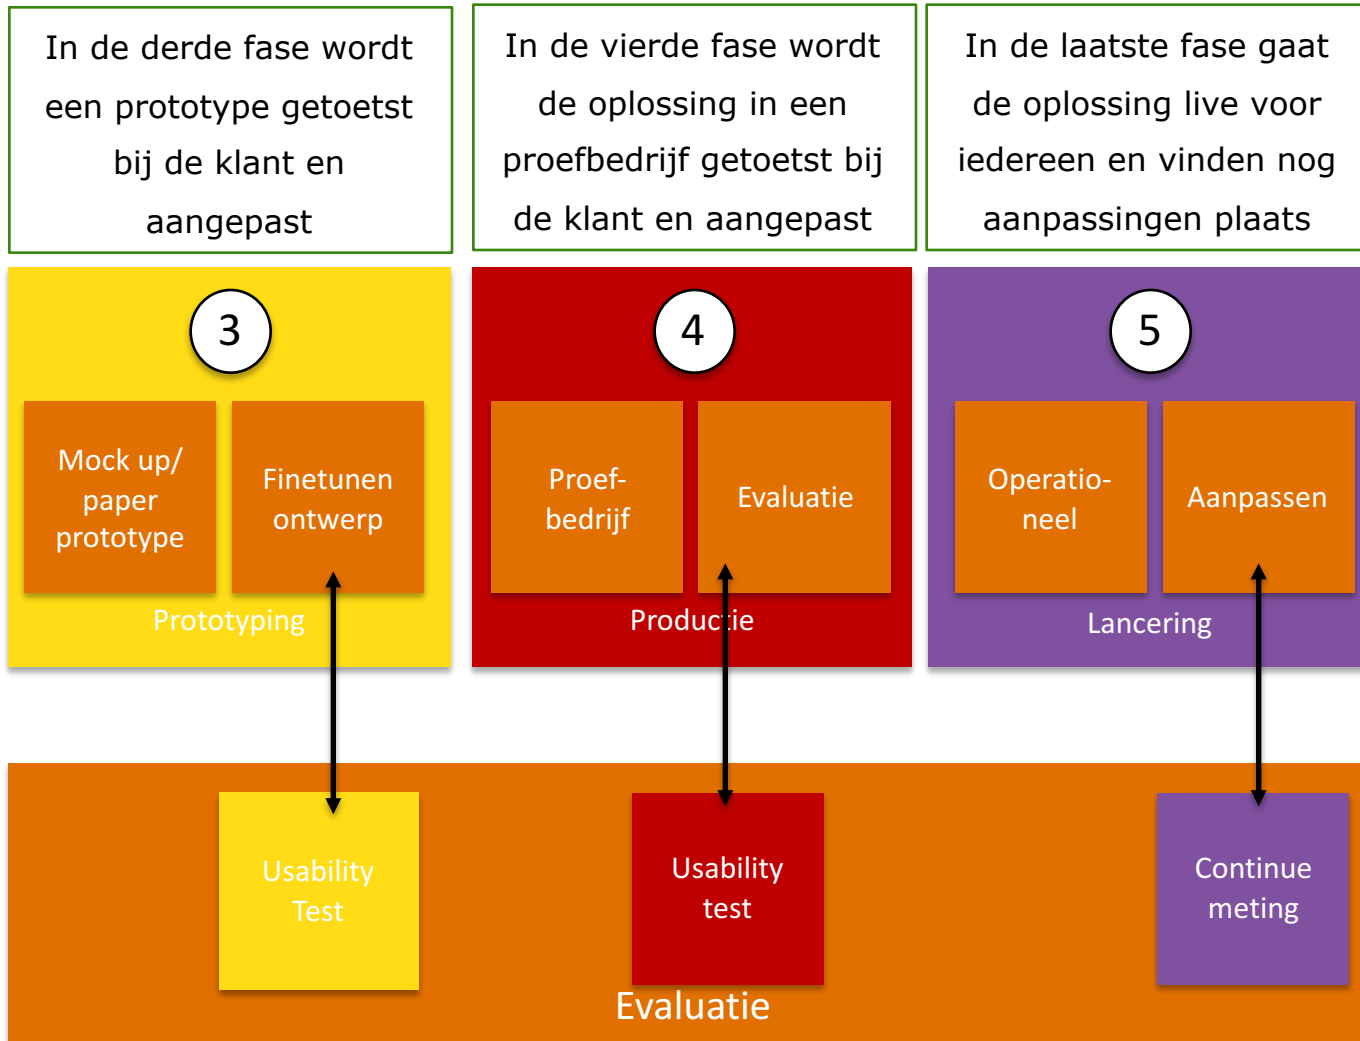 In de derde fase wordt
een prototype getoetst
bij de klant en
aangepast
In de vierde fase wordt
de oplossing in een
proefbedrijf getoetst bij
de klant en aangepast
In de laatste fase gaat
de oplossing live voor
iedereen en vinden nog
aanpassingen plaats
3
Mock up/
paper
prototype
Finetunen
ontwerp
Prototyping
4
Proef-
bedrijf
Evaluatie
Productie
5
Operatio-
neel
Aanpassen
Lancering
Usability
Test
Usability
test
Continue
meting
Evaluatie